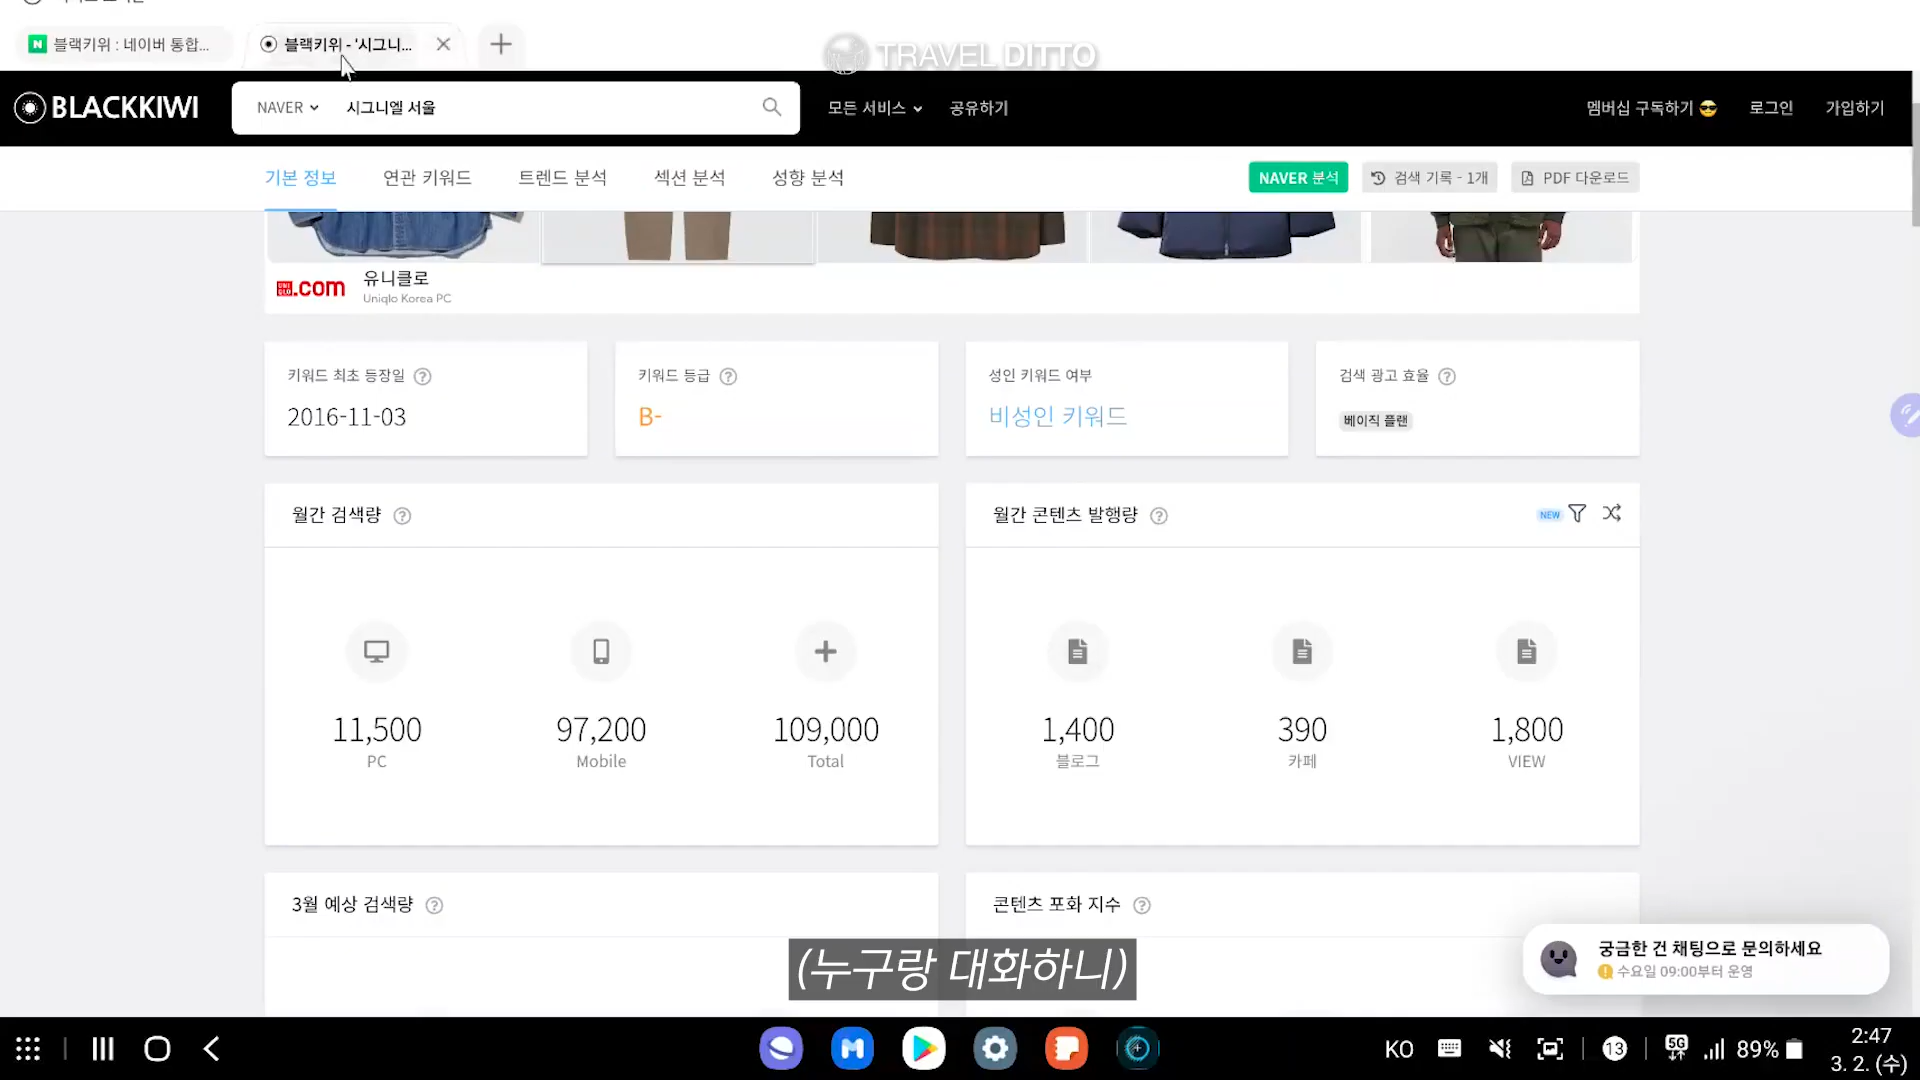 블랙키위 : 네이버 통합...
블랙키위 - '시그니...
TRAVEL DITTO
BLACKKIWI
NAVER
시그니엘 서울
모든 서비스
공유하기
멤버십 구독하기 😎
로그인
가입하기
기본 정보
연관 키워드
트렌드 분석
섹션 분석
성향 분석
NAVER 분석
검색 기록 - 1개
PDF 다운로드
UNIQLO.com
유니클로
Uniqlo Korea PC
키워드 최초 등장일 ?
2016-11-03
키워드 등급 ?
B-
성인 키워드 여부
비성인 키워드
검색 광고 효율 ?
베이직 플랜
월간 검색량 ?
11,500
PC
97,200
Mobile
109,000
Total
월간 콘텐츠 발행량 ?
NEW
1,400
블로그
390
카페
1,800
VIEW
3월 예상 검색량 ?
콘텐츠 포화 지수 ?
(누구랑 대화하니)
궁금한 건 채팅으로 문의하세요
수요일 09:00부터 운영
KO
13
5G
89%
2:47
3. 2. (수)